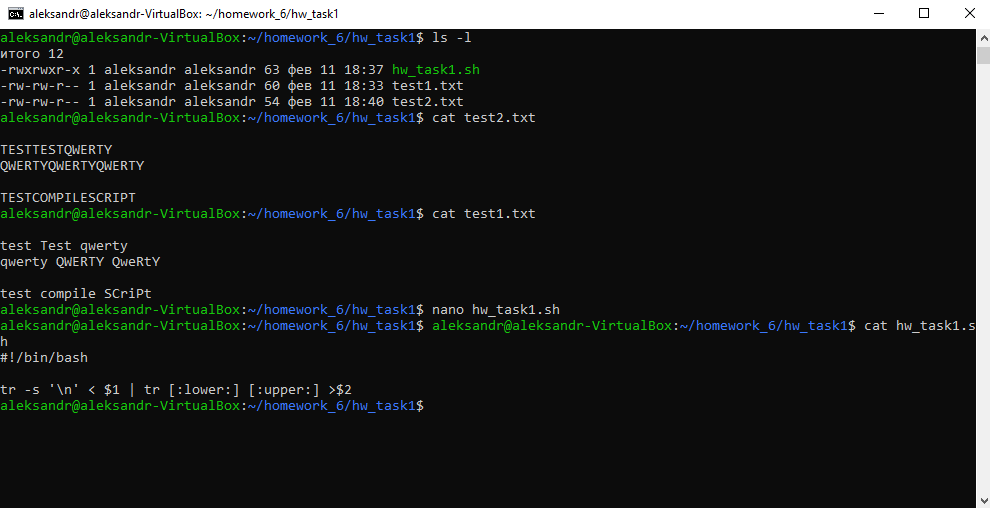 aleksandr@aleksandr-VirtualBox: ~/homework_6/hw_task1
aleksandr@aleksandr-VirtualBox:~/homework_6/hw_task1$ ls -l
итого 12
-rwxrwxr-x 1 aleksandr aleksandr 63 фев 11 18:37 hw_task1.sh
-rw-rw-r-- 1 aleksandr aleksandr 60 фев 11 18:33 test1.txt
-rw-rw-r-- 1 aleksandr aleksandr 54 фев 11 18:40 test2.txt
aleksandr@aleksandr-VirtualBox:~/homework_6/hw_task1$ cat test2.txt
TESTTESTQWERTY
QWERTYQWERTYQWERTY
TESTCOMPILESCRIPT
aleksandr@aleksandr-VirtualBox:~/homework_6/hw_task1$ cat test1.txt
test Test qwerty
qwerty QWERTY QweRtY
test compile SCriPt
aleksandr@aleksandr-VirtualBox:~/homework_6/hw_task1$ nano hw_task1.sh
aleksandr@aleksandr-VirtualBox:~/homework_6/hw_task1$ aleksandr@aleksandr-VirtualBox:~/homework_6/hw_task1$ cat hw_task1.s
h
#!/bin/bash
tr -s '\n' < $1 | tr [:lower:] [:upper:] >$2
aleksandr@aleksandr-VirtualBox:~/homework_6/hw_task1$